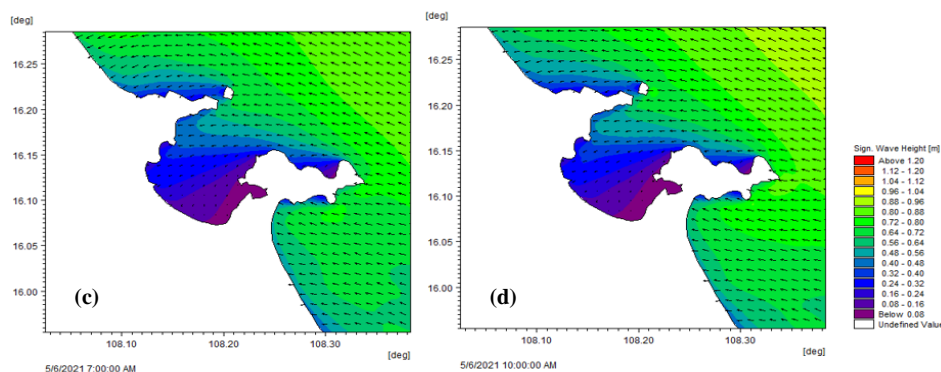 [deg]
16.25
16.20
16.15
16.10
16.05
16.00
(c)
108.10
108.20
108.30
[deg]
5/6/2021 7:00:00 AM
[deg]
16.25
16.20
16.15
16.10
16.05
16.00
(d)
108.10
108.20
108.30
[deg]
5/6/2021 10:00:00 AM
Sign. Wave Height [m]
Above 1.20
1.12 - 1.20
1.04 - 1.12
0.96 - 1.04
0.88 - 0.96
0.80 - 0.88
0.72 - 0.80
0.64 - 0.72
0.56 - 0.64
0.48 - 0.56
0.40 - 0.48
0.32 - 0.40
0.24 - 0.32
0.16 - 0.24
0.08 - 0.16
Below 0.08
Undefined Value